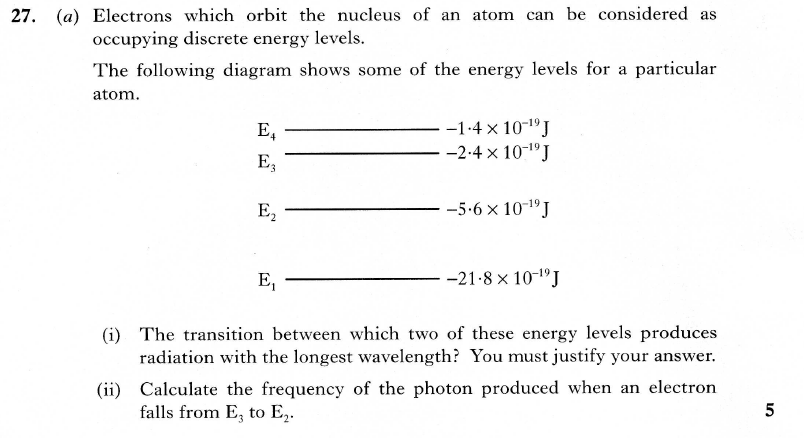 27. (a) Electrons which orbit the nucleus of an atom can be considered as
occupying discrete energy levels.
The following diagram shows some of the energy levels for a particular
atom.
E₄ −1·4 × 10⁻¹⁹ J
E₃ −2·4 × 10⁻¹⁹ J
E₂ −5·6 × 10⁻¹⁹ J
E₁ −21·8 × 10⁻¹⁹ J
(i) The transition between which two of these energy levels produces
radiation with the longest wavelength? You must justify your answer.
(ii) Calculate the frequency of the photon produced when an electron
falls from E₃ to E₂. 5